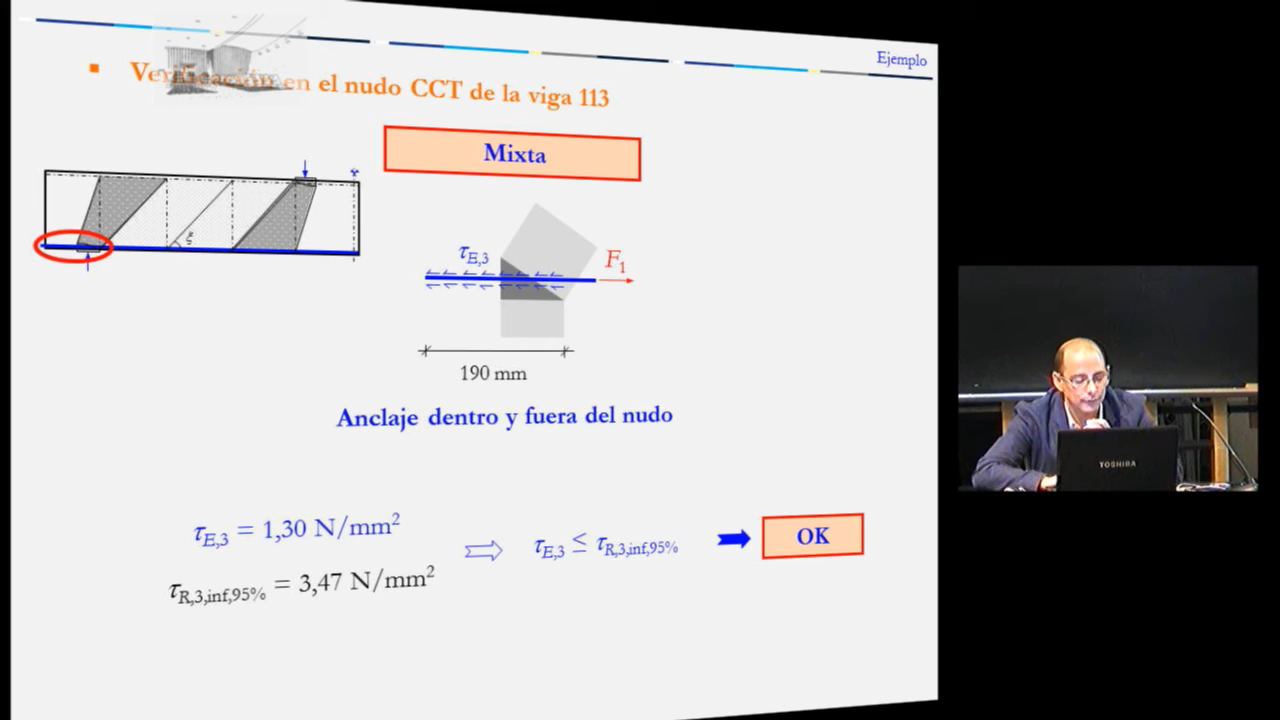 Ejemplo
Verificación en el nudo CCT de la viga 113
Mixta
τE,3
F1
190 mm
Anclaje dentro y fuera del nudo
τE,3 = 1,30 N/mm²
τE,3 ≤ τR,3,inf,95%
OK
τR,3,inf,95% = 3,47 N/mm²
TOSHIBA